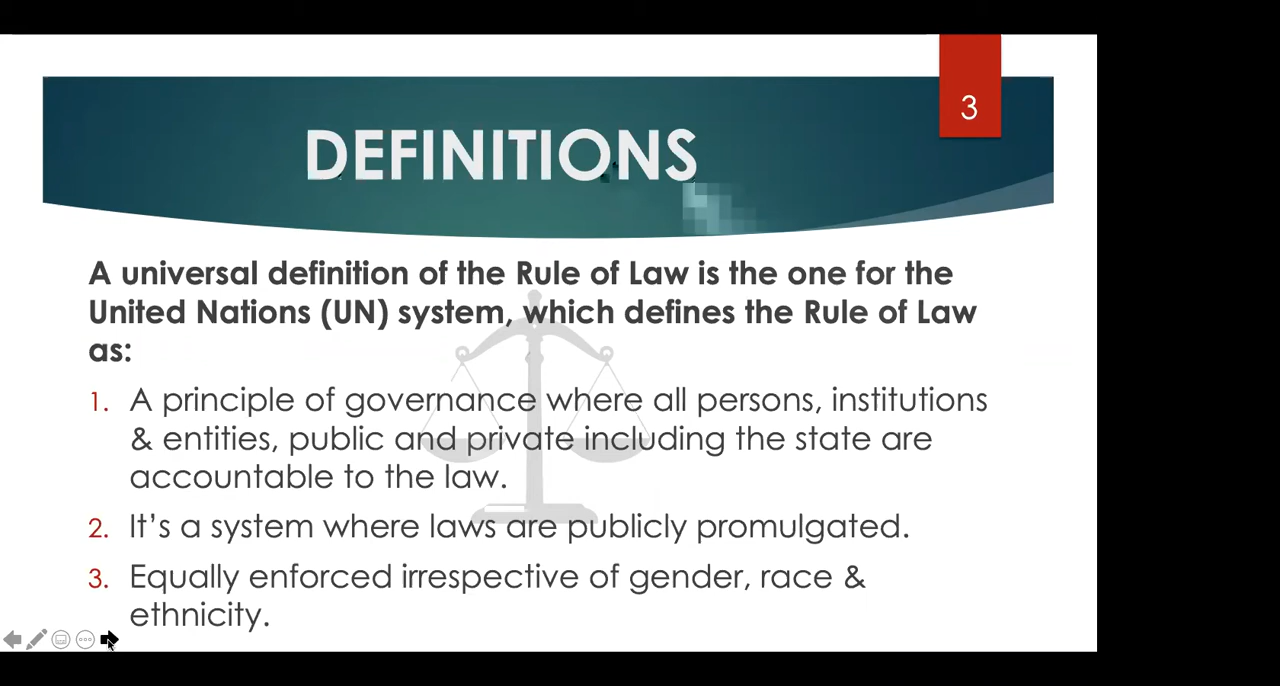 3
DEFINITIONS
A universal definition of the Rule of Law is the one for the
United Nations (UN) system, which defines the Rule of Law
as:
1. A principle of governance where all persons, institutions
& entities, public and private including the state are
accountable to the law.
2. It’s a system where laws are publicly promulgated.
3. Equally enforced irrespective of gender, race &
ethnicity.